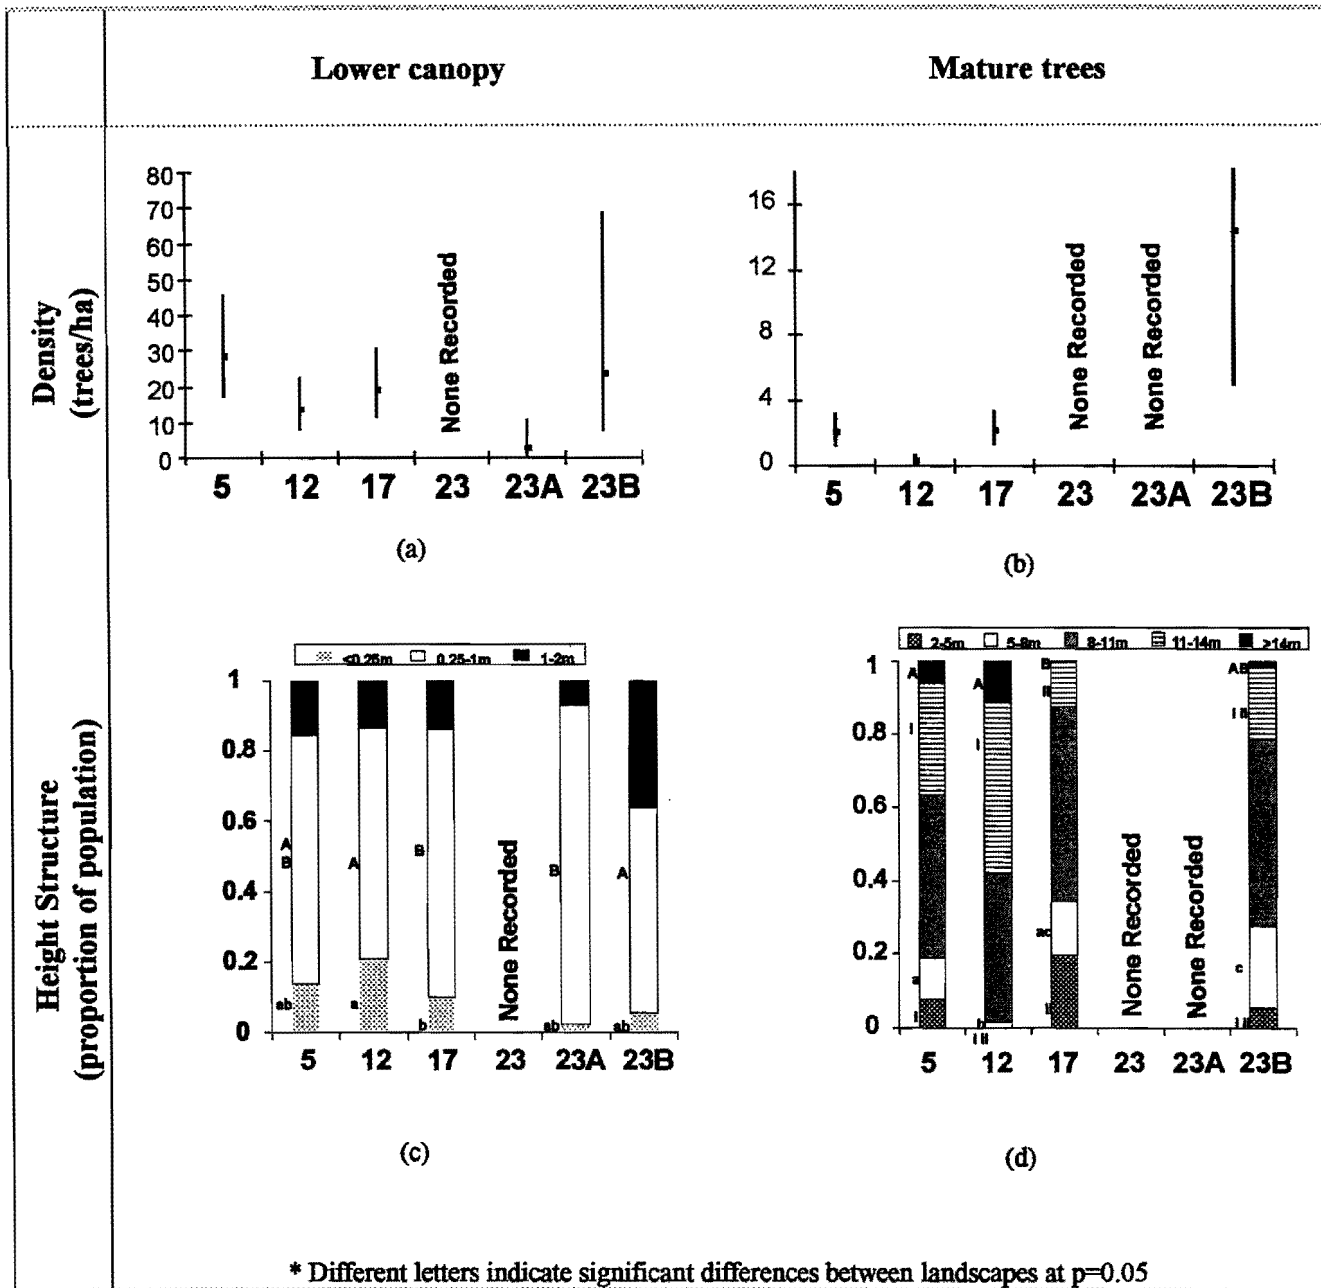 Lower canopy
Mature trees
Density
(trees/ha)
80
70
60
50
40
30
20
10
0
None Recorded
5 12 17 23 23A 23B
(a)
16
12
8
4
0
None Recorded
None Recorded
5 12 17 23 23A 23B
(b)
Height Structure
(proportion of population)
<0.25m 0.25-1m 1-2m
1
0.8
0.6
0.4
0.2
0
A
B
ab
A
a
B
b
None Recorded
B
ab
A
ab
5 12 17 23 23A 23B
(c)
2-5m 5-8m 8-11m 11-14m >14m
1
0.8
0.6
0.4
0.2
0
A
i
a
i
A
i
b
i ii
B
ii
ac
ii
None Recorded
None Recorded
AB
i ii
c
i ii
5 12 17 23 23A 23B
(d)
* Different letters indicate significant differences between landscapes at p=0.05